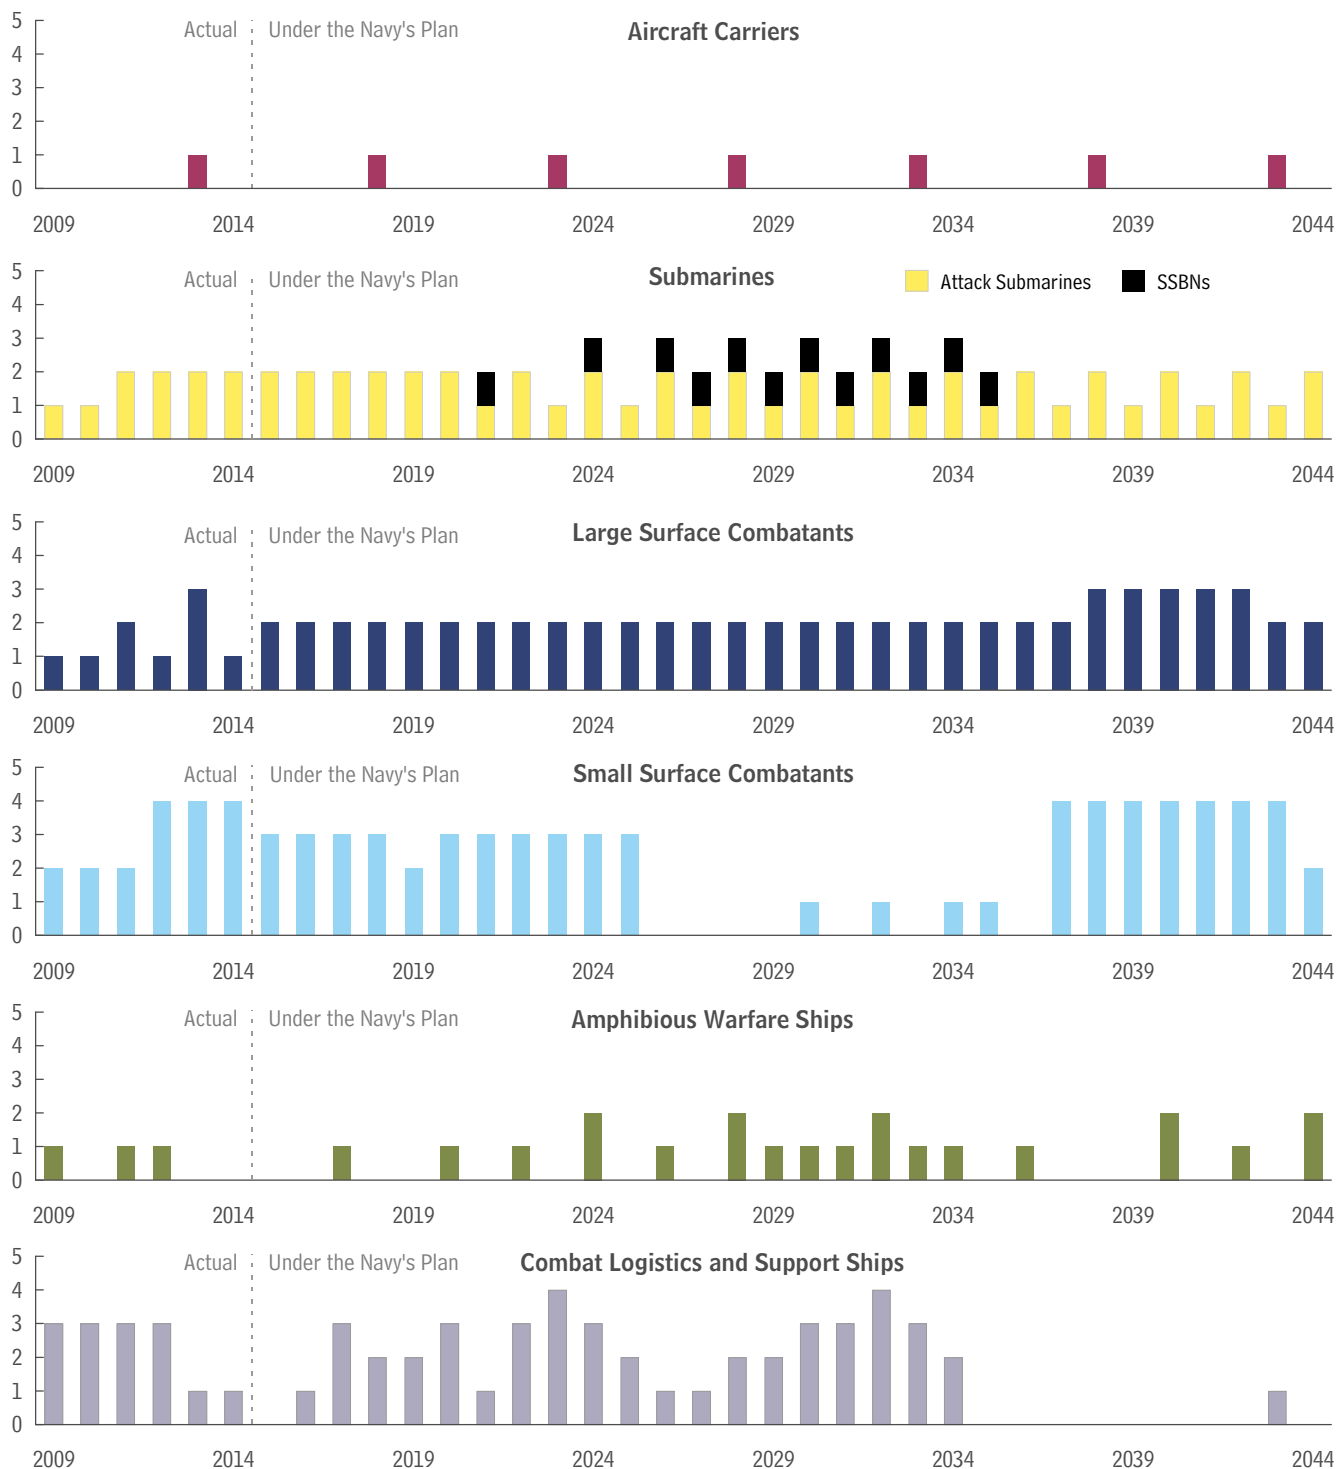 5 Actual Under the Navy's Plan Aircraft Carriers
4
3
2
1
0
2009 2014 2019 2024 2029 2034 2039 2044
5 Actual Under the Navy's Plan Submarines Attack Submarines SSBNs
4
3
2
1
0
2009 2014 2019 2024 2029 2034 2039 2044
5 Actual Under the Navy's Plan Large Surface Combatants
4
3
2
1
0
2009 2014 2019 2024 2029 2034 2039 2044
5 Actual Under the Navy's Plan Small Surface Combatants
4
3
2
1
0
2009 2014 2019 2024 2029 2034 2039 2044
5 Actual Under the Navy's Plan Amphibious Warfare Ships
4
3
2
1
0
2009 2014 2019 2024 2029 2034 2039 2044
5 Actual Under the Navy's Plan Combat Logistics and Support Ships
4
3
2
1
0
2009 2014 2019 2024 2029 2034 2039 2044